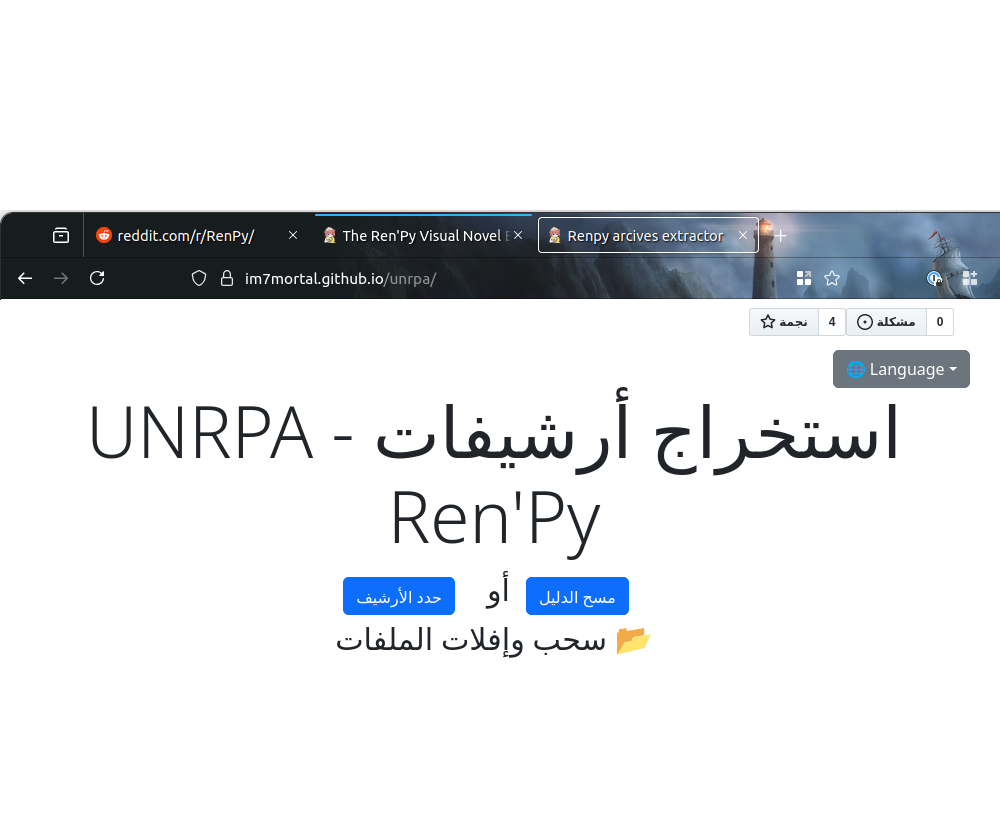 reddit.com/r/RenPy/
The Ren'Py Visual Novel E
Renpy arcives extractor
im7mortal.github.io/unrpa/
نجمة 4
مشكلة 0
🌐 Language
استخراج أرشيفات - UNRPA
Ren'Py
مسح الدليل أو حدد الأرشيف
📂 سحب وإفلات الملفات